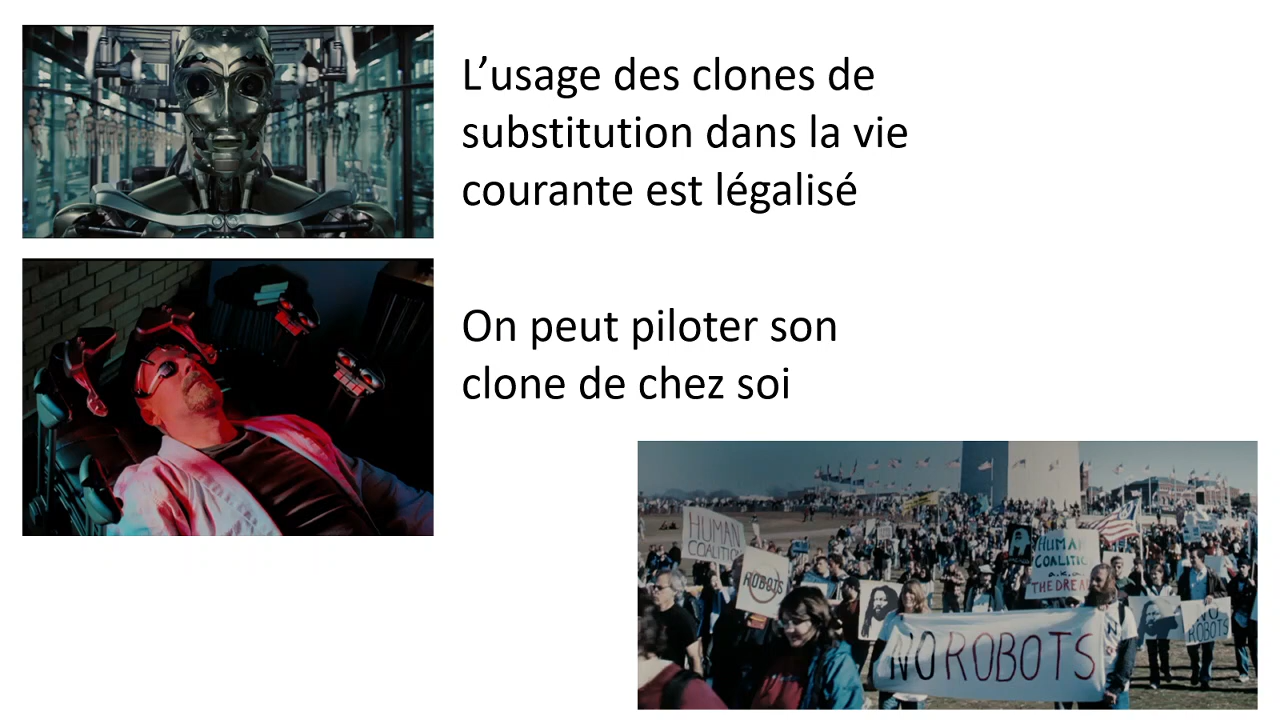 L’usage des clones de
substitution dans la vie
courante est légalisé
On peut piloter son
clone de chez soi
HUMAN
COALITION
ROBOTS
HUMAN
COALITION
a.k.a.
THE
NO ROBOTS
NO
ROBOTS